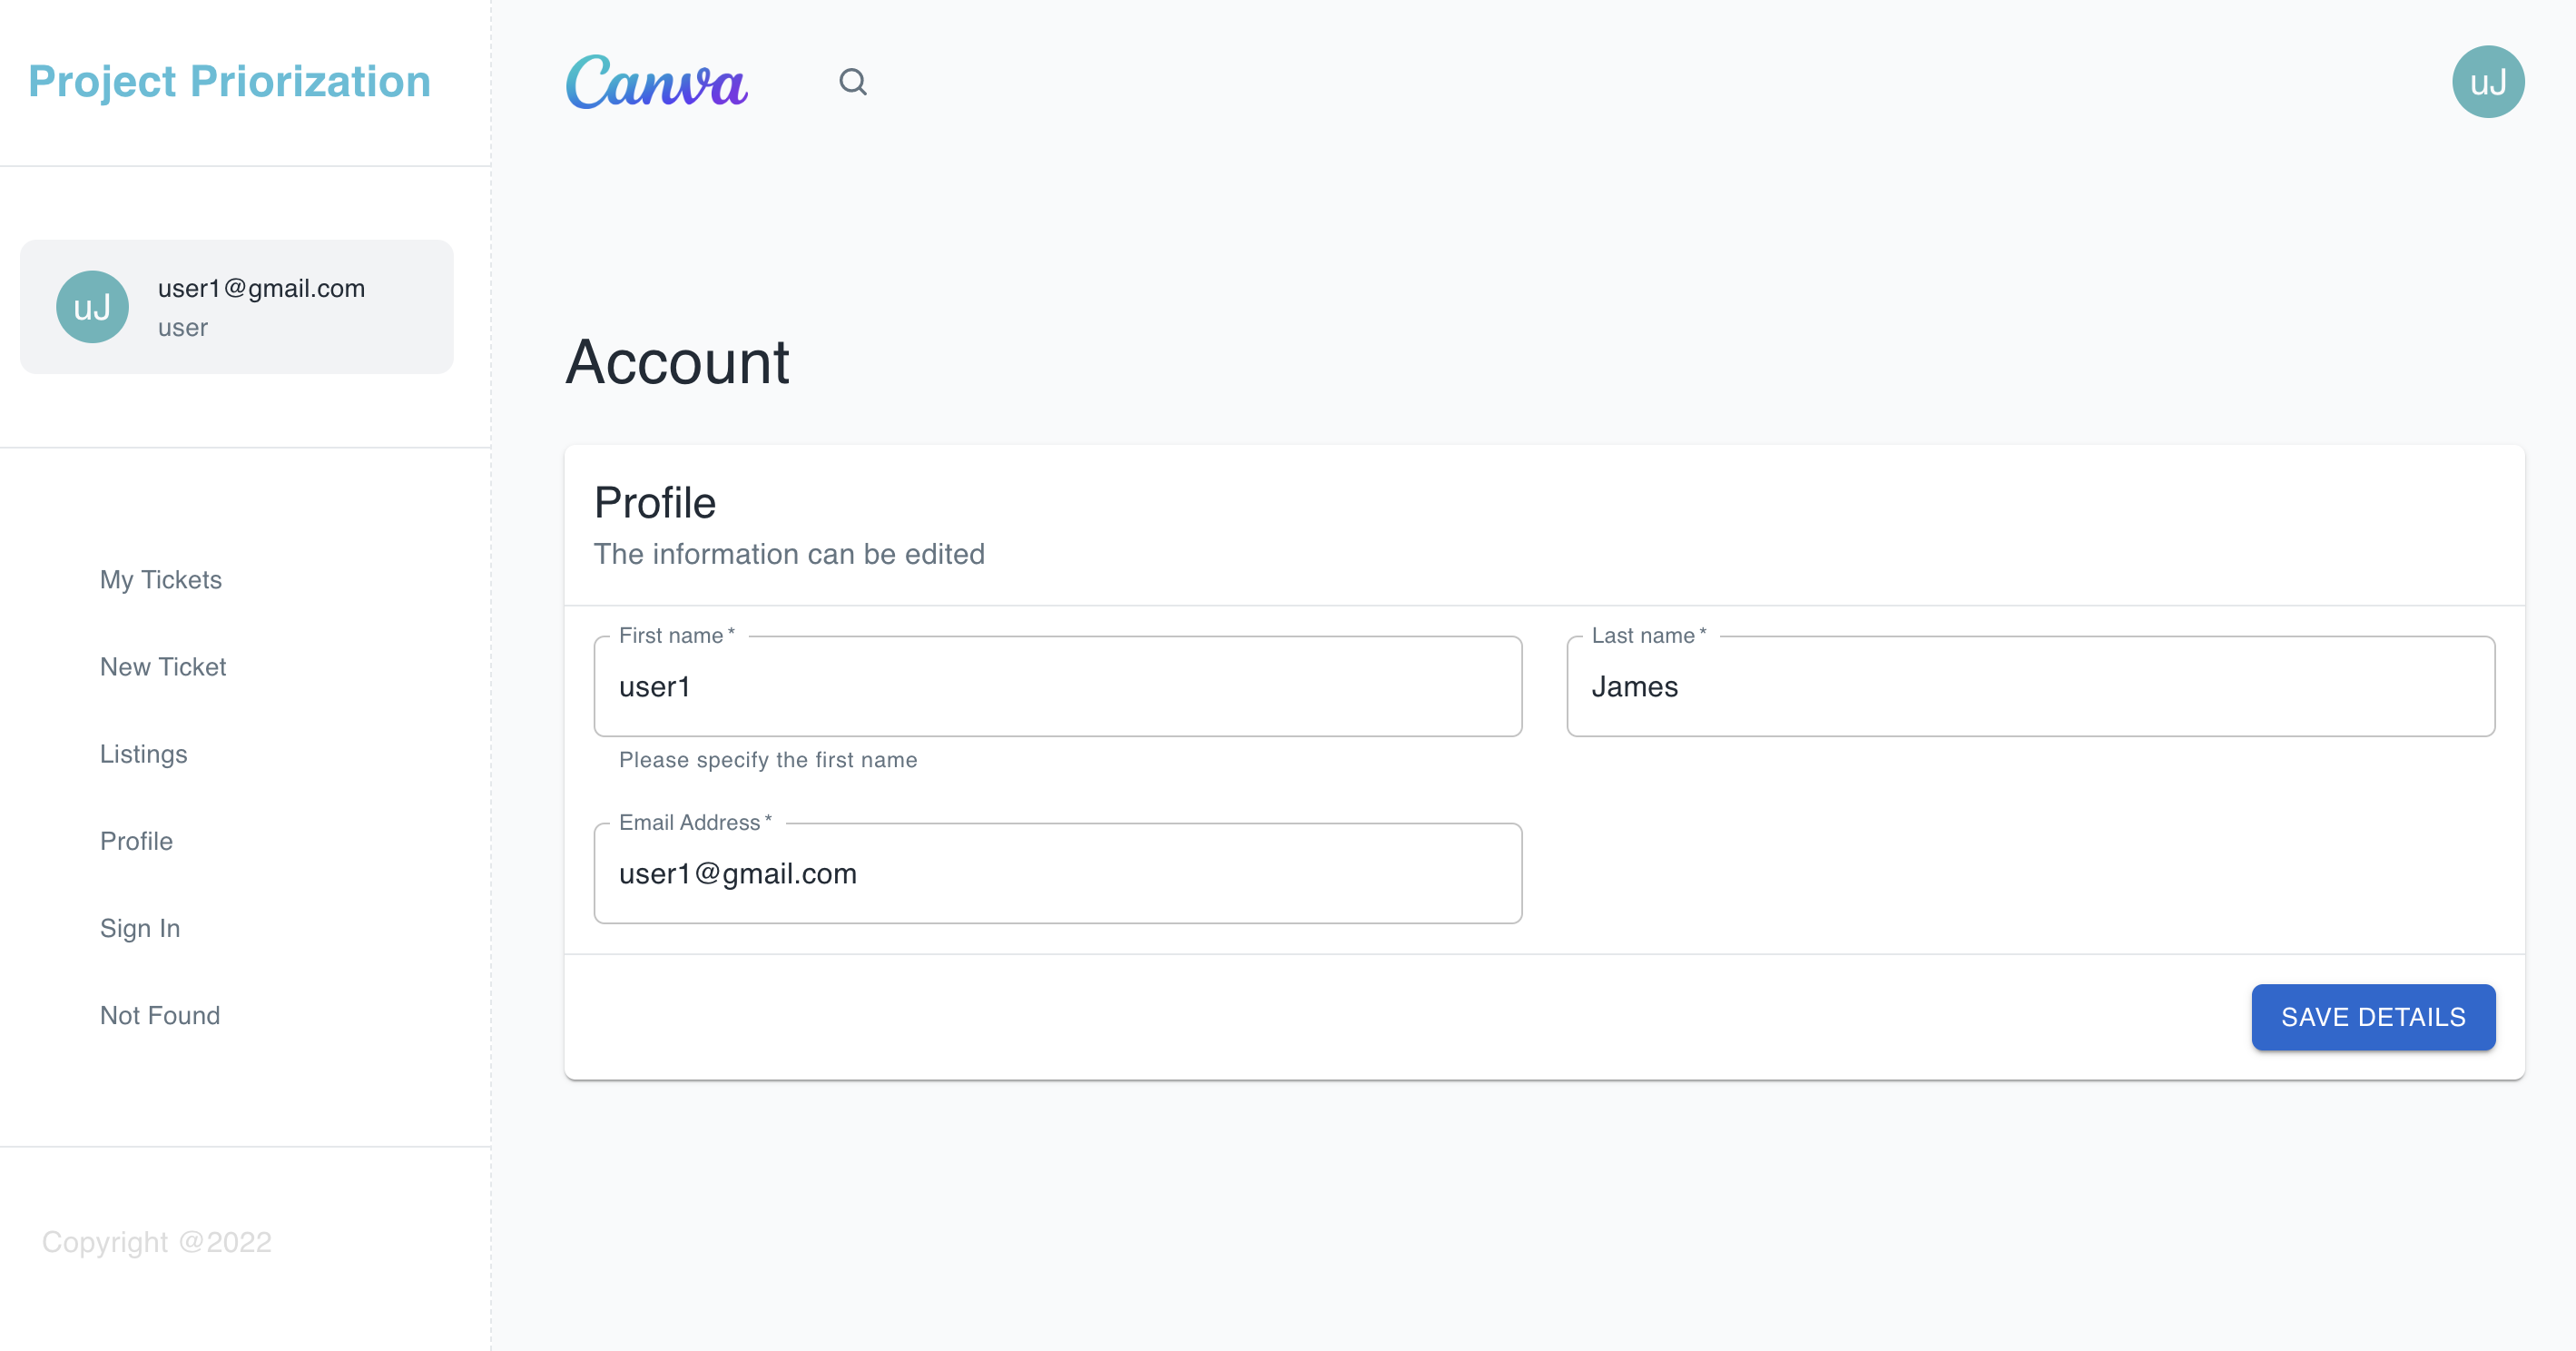 Project Priorization
Canva
uJ
uJ
user1@gmail.com
user
My Tickets
New Ticket
Listings
Profile
Sign In
Not Found
Copyright @2022
Account
Profile
The information can be edited
First name *
user1
Please specify the first name
Last name *
James
Email Address *
user1@gmail.com
SAVE DETAILS